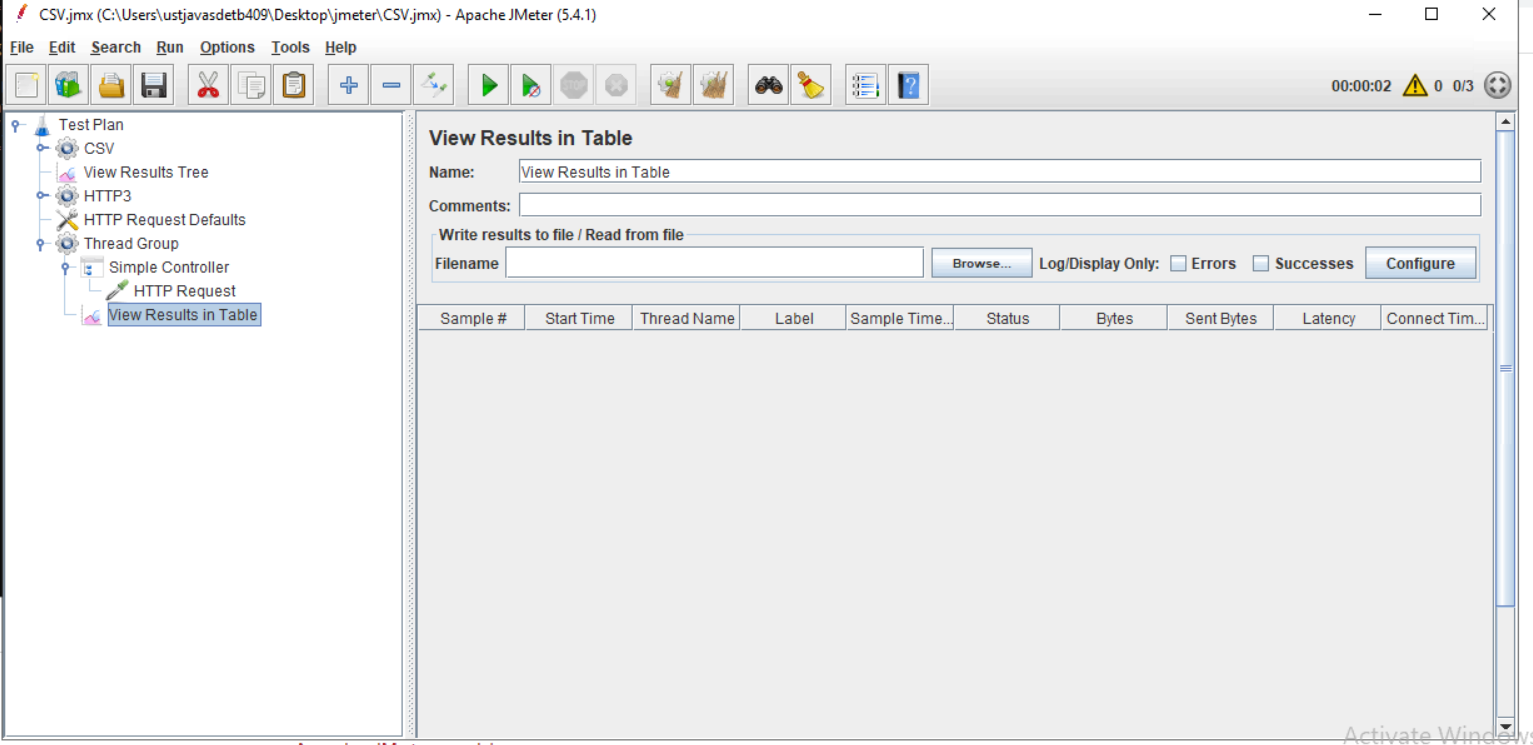 CSV.jmx (C:\Users\ustjavasdetb409\Desktop\jmeter\CSV.jmx) - Apache JMeter (5.4.1)
File Edit Search Run Options Tools Help
STOP
00:00:02 0 0/3
Test Plan
CSV
View Results Tree
HTTP3
HTTP Request Defaults
Thread Group
Simple Controller
HTTP Request
View Results in Table
View Results in Table
Name: View Results in Table
Comments:
Write results to file / Read from file
Filename Browse... Log/Display Only: Errors Successes Configure
Sample # Start Time Thread Name Label Sample Time... Status Bytes Sent Bytes Latency Connect Tim...
Activate Windows